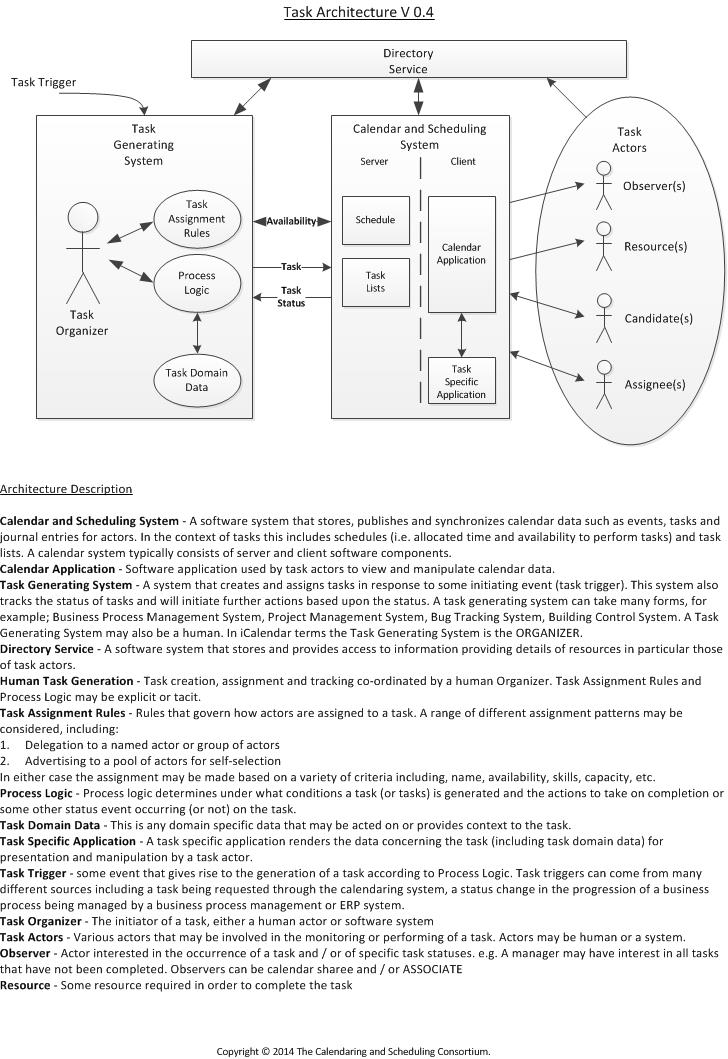 Task Architecture V 0.4
Directory
Service
Task Trigger
Task
Generating
System
Task
Assignment
Rules
Process
Logic
Task
Organizer
Task Domain
Data
Availability
Task
Task
Status
Calendar and Scheduling
System
Server
Client
Schedule
Task
Lists
Calendar
Application
Task
Specific
Application
Task
Actors
Observer(s)
Resource(s)
Candidate(s)
Assignee(s)
Architecture Description
Calendar and Scheduling System - A software system that stores, publishes and synchronizes calendar data such as events, tasks and
journal entries for actors. In the context of tasks this includes schedules (i.e. allocated time and availability to perform tasks) and task
lists. A calendar system typically consists of server and client software components.
Calendar Application - Software application used by task actors to view and manipulate calendar data.
Task Generating System - A system that creates and assigns tasks in response to some initiating event (task trigger). This system also
tracks the status of tasks and will initiate further actions based upon the status. A task generating system can take many forms, for
example; Business Process Management System, Project Management System, Bug Tracking System, Building Control System. A Task
Generating System may also be a human. In iCalendar terms the Task Generating System is the ORGANIZER.
Directory Service - A software system that stores and provides access to information providing details of resources in particular those
of task actors.
Human Task Generation - Task creation, assignment and tracking co-ordinated by a human Organizer. Task Assignment Rules and
Process Logic may be explicit or tacit.
Task Assignment Rules - Rules that govern how actors are assigned to a task. A range of different assignment patterns may be
considered, including:
1. Delegation to a named actor or group of actors
2. Advertising to a pool of actors for self-selection
In either case the assignment may be made based on a variety of criteria including, name, availability, skills, capacity, etc.
Process Logic - Process logic determines under what conditions a task (or tasks) is generated and the actions to take on completion or
some other status event occurring (or not) on the task.
Task Domain Data - This is any domain specific data that may be acted on or provides context to the task.
Task Specific Application - A task specific application renders the data concerning the task (including task domain data) for
presentation and manipulation by a task actor.
Task Trigger - some event that gives rise to the generation of a task according to Process Logic. Task triggers can come from many
different sources including a task being requested through the calendaring system, a status change in the progression of a business
process being managed by a business process management or ERP system.
Task Organizer - The initiator of a task, either a human actor or software system
Task Actors - Various actors that may be involved in the monitoring or performing of a task. Actors may be human or a system.
Observer - Actor interested in the occurrence of a task and / or of specific task statuses. e.g. A manager may have interest in all tasks
that have not been completed. Observers can be calendar sharee and / or ASSOCIATE
Resource - Some resource required in order to complete the task
Copyright © 2014 The Calendaring and Scheduling Consortium.